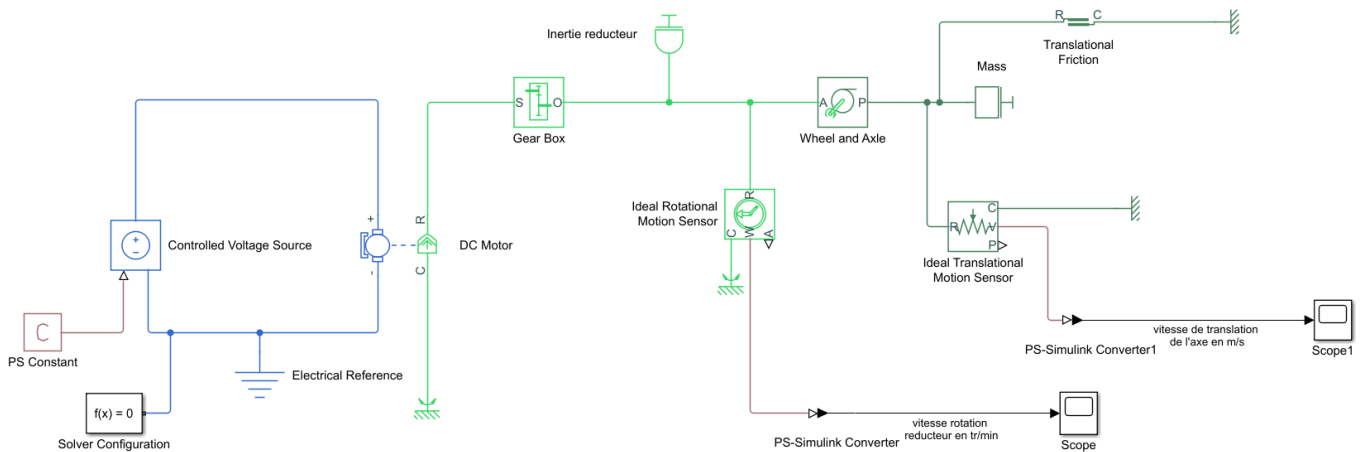 R
C
Translational
Friction
Inertie reducteur
Mass
S
O
Gear Box
A
P
Wheel and Axle
R
C
DC Motor
+
-
Controlled Voltage Source
Ideal Rotational
Motion Sensor
R
C
W
A
C
R
V
P
Ideal Translational
Motion Sensor
C
PS Constant
Electrical Reference
f(x) = 0
Solver Configuration
PS-Simulink Converter1
vitesse de translation
de l'axe en m/s
Scope1
PS-Simulink Converter
vitesse rotation
reducteur en tr/min
Scope